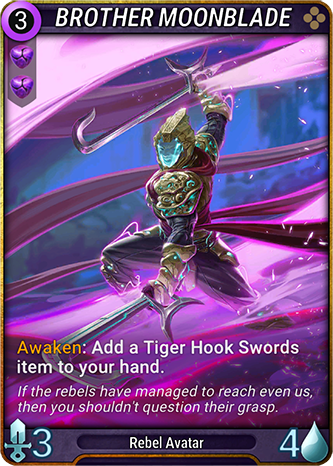 3 BROTHER MOONBLADE
Awaken: Add a Tiger Hook Swords
item to your hand.
If the rebels have managed to reach even us,
then you shouldn't question their grasp.
3 Rebel Avatar 4